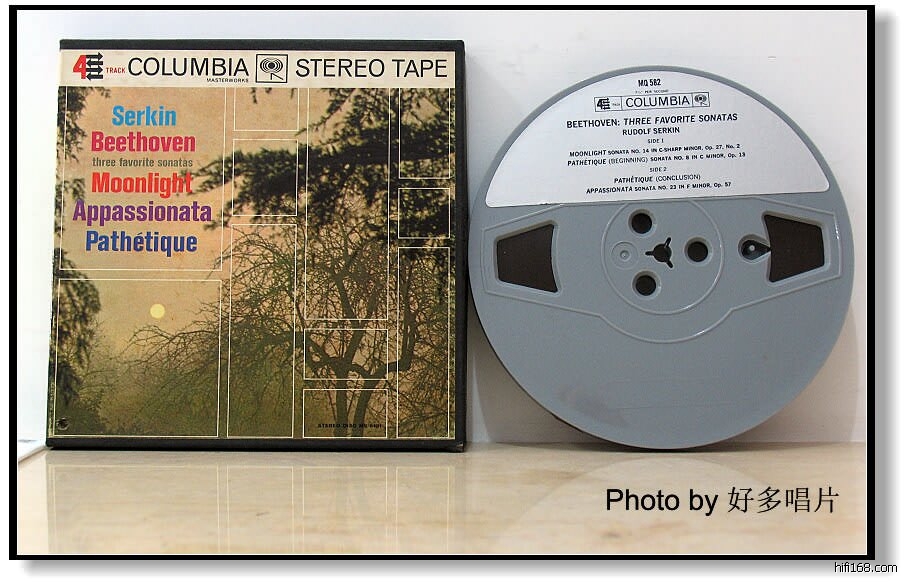 4 TRACK COLUMBIA STEREO TAPE
MASTERWORKS
Serkin
Beethoven
three favorite sonatas
Moonlight
Appassionata
Pathétique
MQ 582
4 COLUMBIA
BEETHOVEN: THREE FAVORITE SONATAS
RUDOLF SERKIN
SIDE 1
MOONLIGHT SONATA NO. 14 IN C-SHARP MINOR, Op. 27, No. 2
PATHÉTIQUE (BEGINNING) SONATA NO. 8 IN C MINOR, Op. 13
SIDE 2
PATHÉTIQUE (CONCLUSION)
APPASSIONATA SONATA NO. 23 IN F MINOR, Op. 57
Photo by 好多唱片
hifi168.com